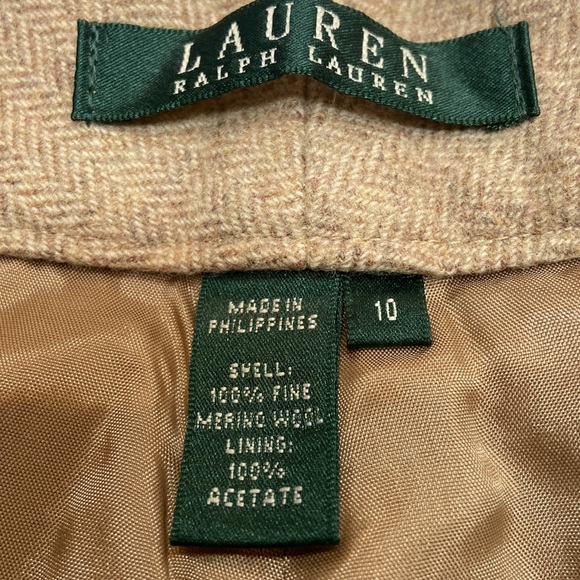 LAUREN
RALPH LAUREN
MADE IN
PHILIPPINES
10
SHELL:
100% FINE
MERINO WOOL
LINING:
100%
ACETATE